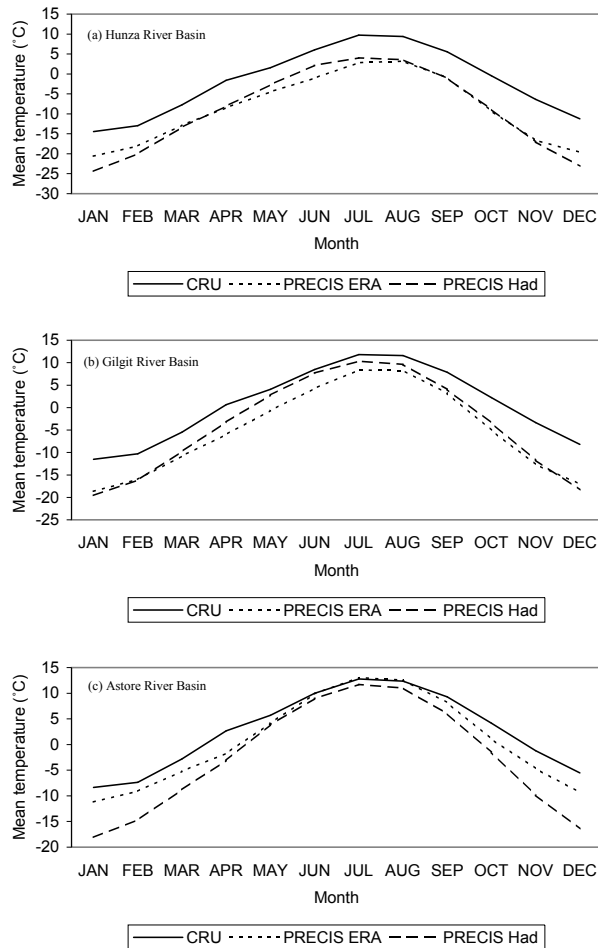 (a) Hunza River Basin
Mean temperature (˚C)
15
10
5
0
-5
-10
-15
-20
-25
-30
JAN FEB MAR APR MAY JUN JUL AUG SEP OCT NOV DEC
Month
CRU PRECIS ERA PRECIS Had
(b) Gilgit River Basin
Mean temperature (˚C)
15
10
5
0
-5
-10
-15
-20
-25
JAN FEB MAR APR MAY JUN JUL AUG SEP OCT NOV DEC
Month
CRU PRECIS ERA PRECIS Had
(c) Astore River Basin
Mean temperature (˚C)
15
10
5
0
-5
-10
-15
-20
JAN FEB MAR APR MAY JUN JUL AUG SEP OCT NOV DEC
Month
CRU PRECIS ERA PRECIS Had